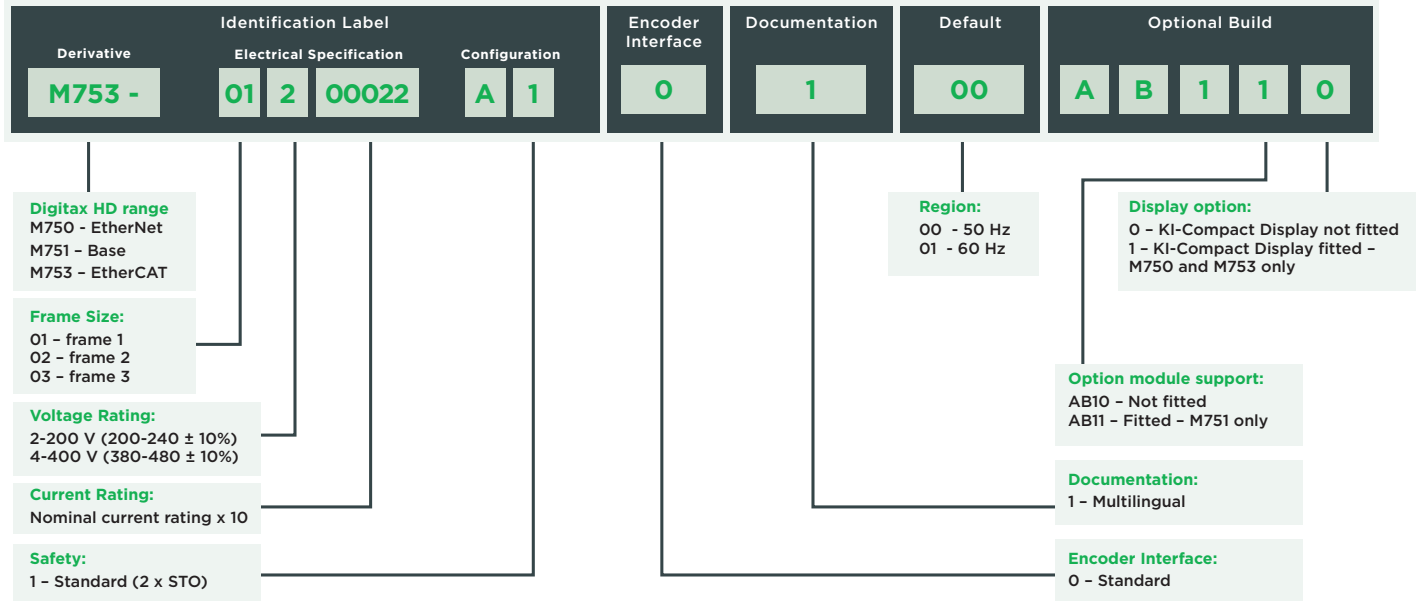 Identification Label
Encoder
Interface
Documentation
Default
Optional Build
Derivative
Electrical Specification
Configuration
M753 -
01
2
00022
A
1
0
1
00
A
B
1
1
0
Digitax HD range
M750 - EtherNet
M751 – Base
M753 – EtherCAT
Frame Size:
01 – frame 1
02 – frame 2
03 – frame 3
Voltage Rating:
2-200 V (200-240 ± 10%)
4-400 V (380-480 ± 10%)
Current Rating:
Nominal current rating x 10
Safety:
1 – Standard (2 x STO)
Region:
00 - 50 Hz
01 - 60 Hz
Display option:
0 – KI-Compact Display not fitted
1 – KI-Compact Display fitted –
M750 and M753 only
Option module support:
AB10 – Not fitted
AB11 – Fitted – M751 only
Documentation:
1 – Multilingual
Encoder Interface:
0 – Standard